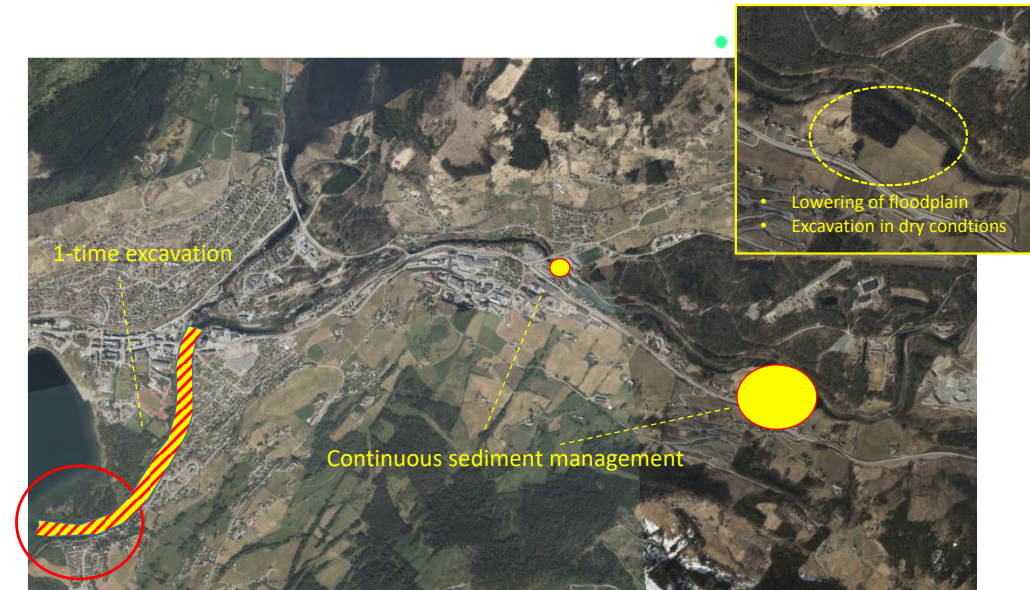 Lowering of floodplain
Excavation in dry condtions
1-time excavation
Continuous sediment management